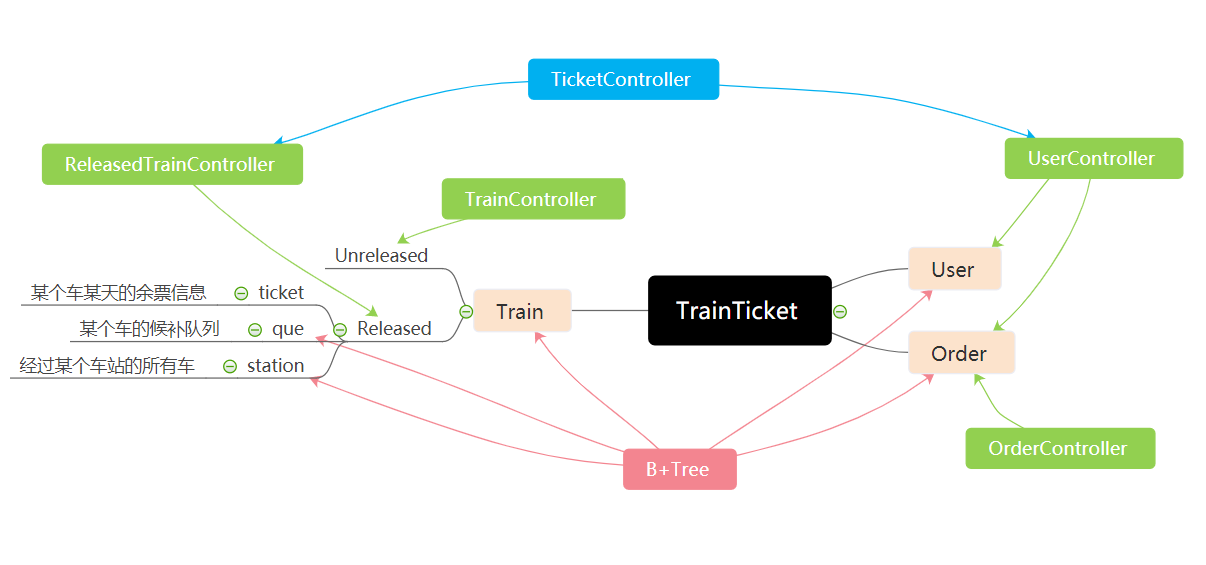 TicketController
ReleasedTrainController
UserController
TrainController
Unreleased
User
某个车某天的余票信息 ticket
Train
TrainTicket
某个车的候补队列 que
Released
Order
经过某个车站的所有车 station
OrderController
B+Tree